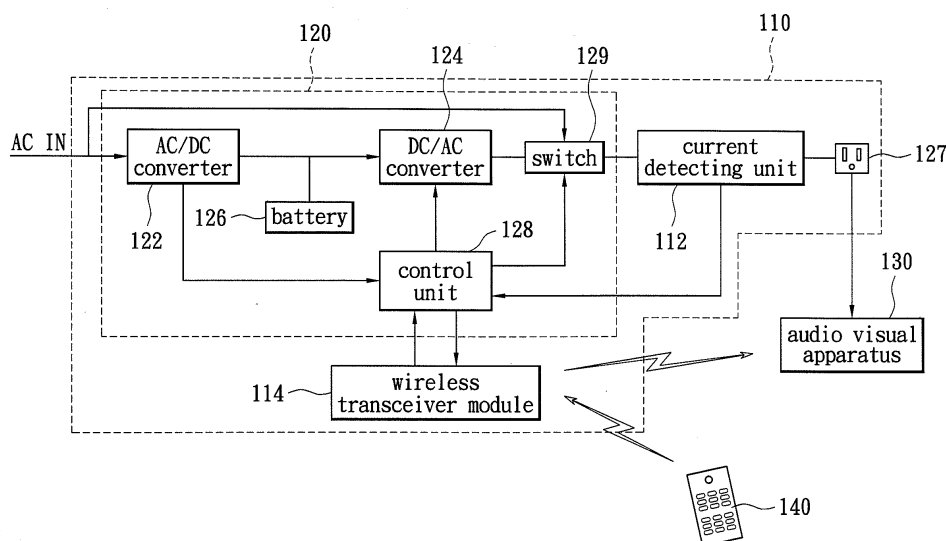 120
110
124
129
AC IN
AC/DC
converter
DC/AC
converter
switch
current
detecting unit
127
122
126
battery
128
112
control
unit
130
audio visual
apparatus
114
wireless
transceiver module
140